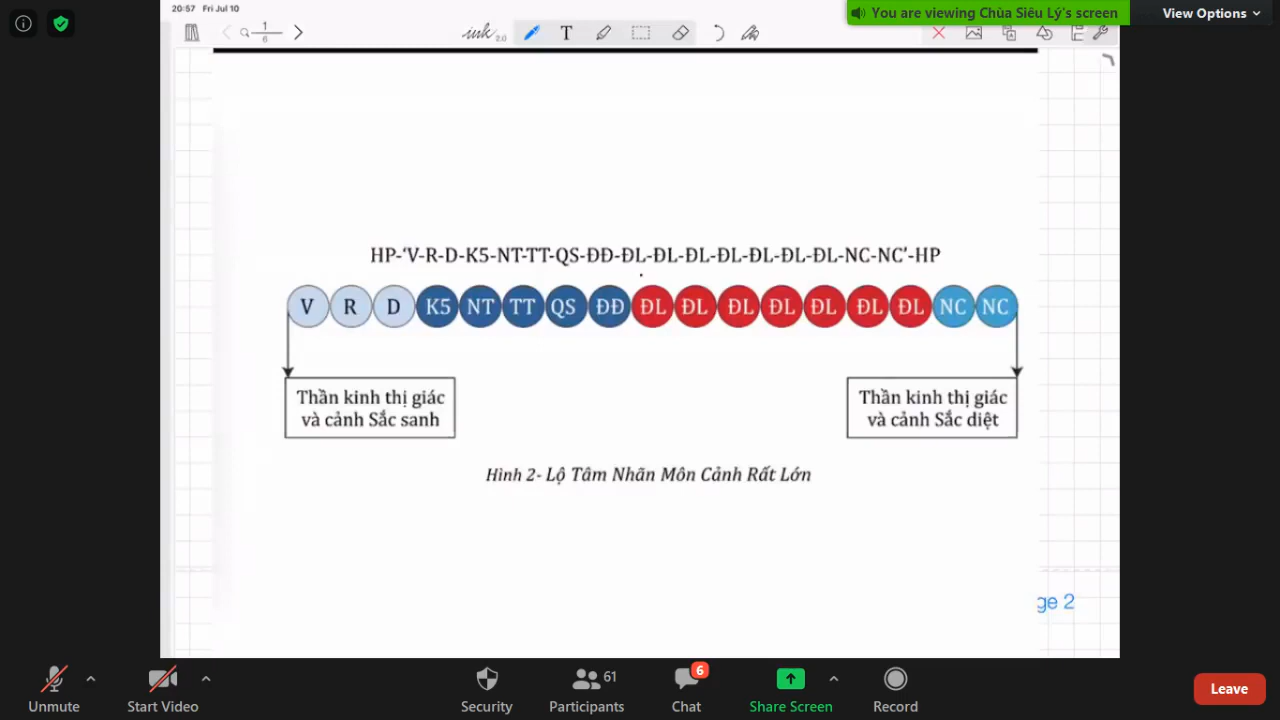 20:57 Fri Jul 10
You are viewing Chùa Siêu Lý's screen
View Options
1
6
ink 2.0
T
HP-‘V-R-D-K5-NT-TT-QS-ĐĐ-ĐL-ĐL-ĐL-ĐL-ĐL-ĐL-ĐL-NC-NC’-HP
V R D K5 NT TT QS ĐĐ ĐL ĐL ĐL ĐL ĐL ĐL ĐL NC NC
Thần kinh thị giác
và cảnh Sắc sanh
Thần kinh thị giác
và cảnh Sắc diệt
Hình 2- Lộ Tâm Nhãn Môn Cảnh Rất Lớn
ge 2
Unmute
Start Video
Security
61
Participants
6
Chat
Share Screen
Record
Leave